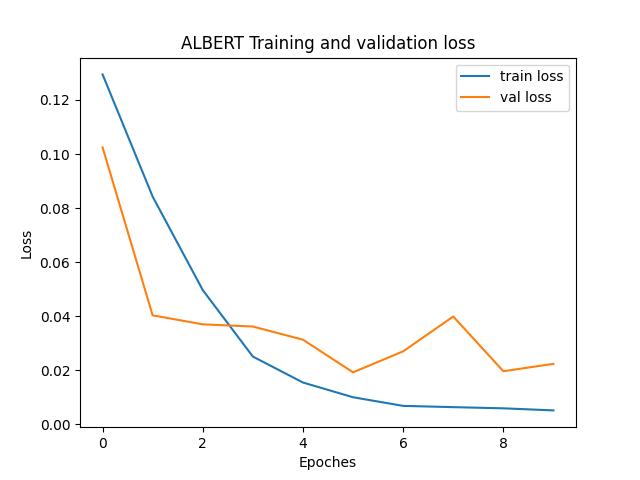 ALBERT Training and validation loss
train loss
val loss
0.12
0.10
0.08
0.06
0.04
0.02
0.00
Loss
0 2 4 6 8
Epoches